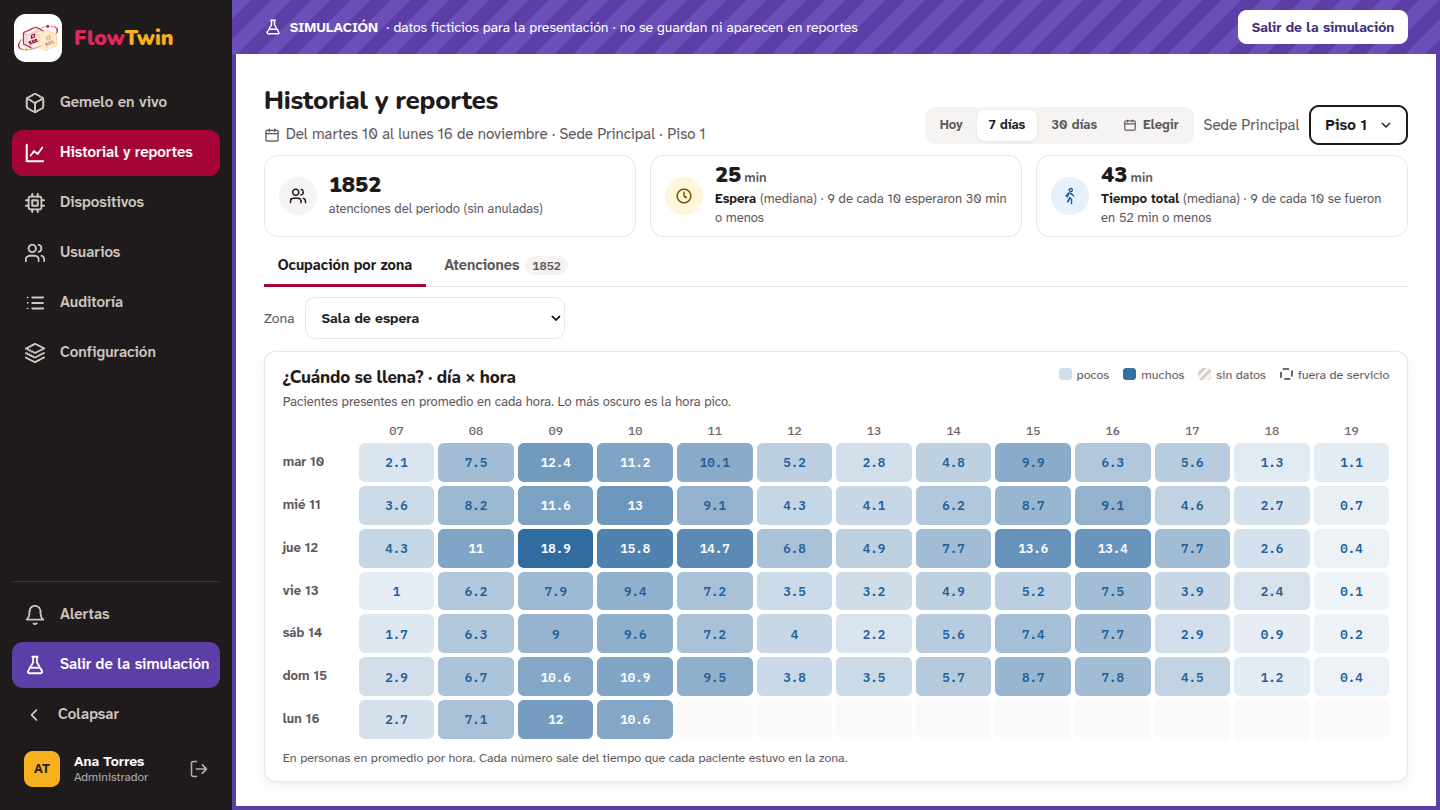 FlowTwin
Gemelo en vivo
Historial y reportes
Dispositivos
Usuarios
Auditoría
Configuración
Alertas
Salir de la simulación
Colapsar
AT
Ana Torres
Administrador
SIMULACIÓN · datos ficticios para la presentación · no se guardan ni aparecen en reportes
Salir de la simulación
Historial y reportes
Del martes 10 al lunes 16 de noviembre · Sede Principal · Piso 1
Hoy 7 días 30 días Elegir Sede Principal Piso 1
1852
atenciones del periodo (sin anuladas)
25 min
Espera (mediana) · 9 de cada 10 esperaron 30 min
o menos
43 min
Tiempo total (mediana) · 9 de cada 10 se fueron
en 52 min o menos
Ocupación por zona Atenciones 1852
Zona Sala de espera
¿Cuándo se llena? · día × hora
pocos muchos sin datos fuera de servicio
Pacientes presentes en promedio en cada hora. Lo más oscuro es la hora pico.
07 08 09 10 11 12 13 14 15 16 17 18 19
mar 10 2.1 7.5 12.4 11.2 10.1 5.2 2.8 4.8 9.9 6.3 5.6 1.3 1.1
mié 11 3.6 8.2 11.6 13 9.1 4.3 4.1 6.2 8.7 9.1 4.6 2.7 0.7
jue 12 4.3 11 18.9 15.8 14.7 6.8 4.9 7.7 13.6 13.4 7.7 2.6 0.4
vie 13 1 6.2 7.9 9.4 7.2 3.5 3.2 4.9 5.2 7.5 3.9 2.4 0.1
sáb 14 1.7 6.3 9 9.6 7.2 4 2.2 5.6 7.4 7.7 2.9 0.9 0.2
dom 15 2.9 6.7 10.6 10.9 9.5 3.8 3.5 5.7 8.7 7.8 4.5 1.2 0.4
lun 16 2.7 7.1 12 10.6
En personas en promedio por hora. Cada número sale del tiempo que cada paciente estuvo en la zona.